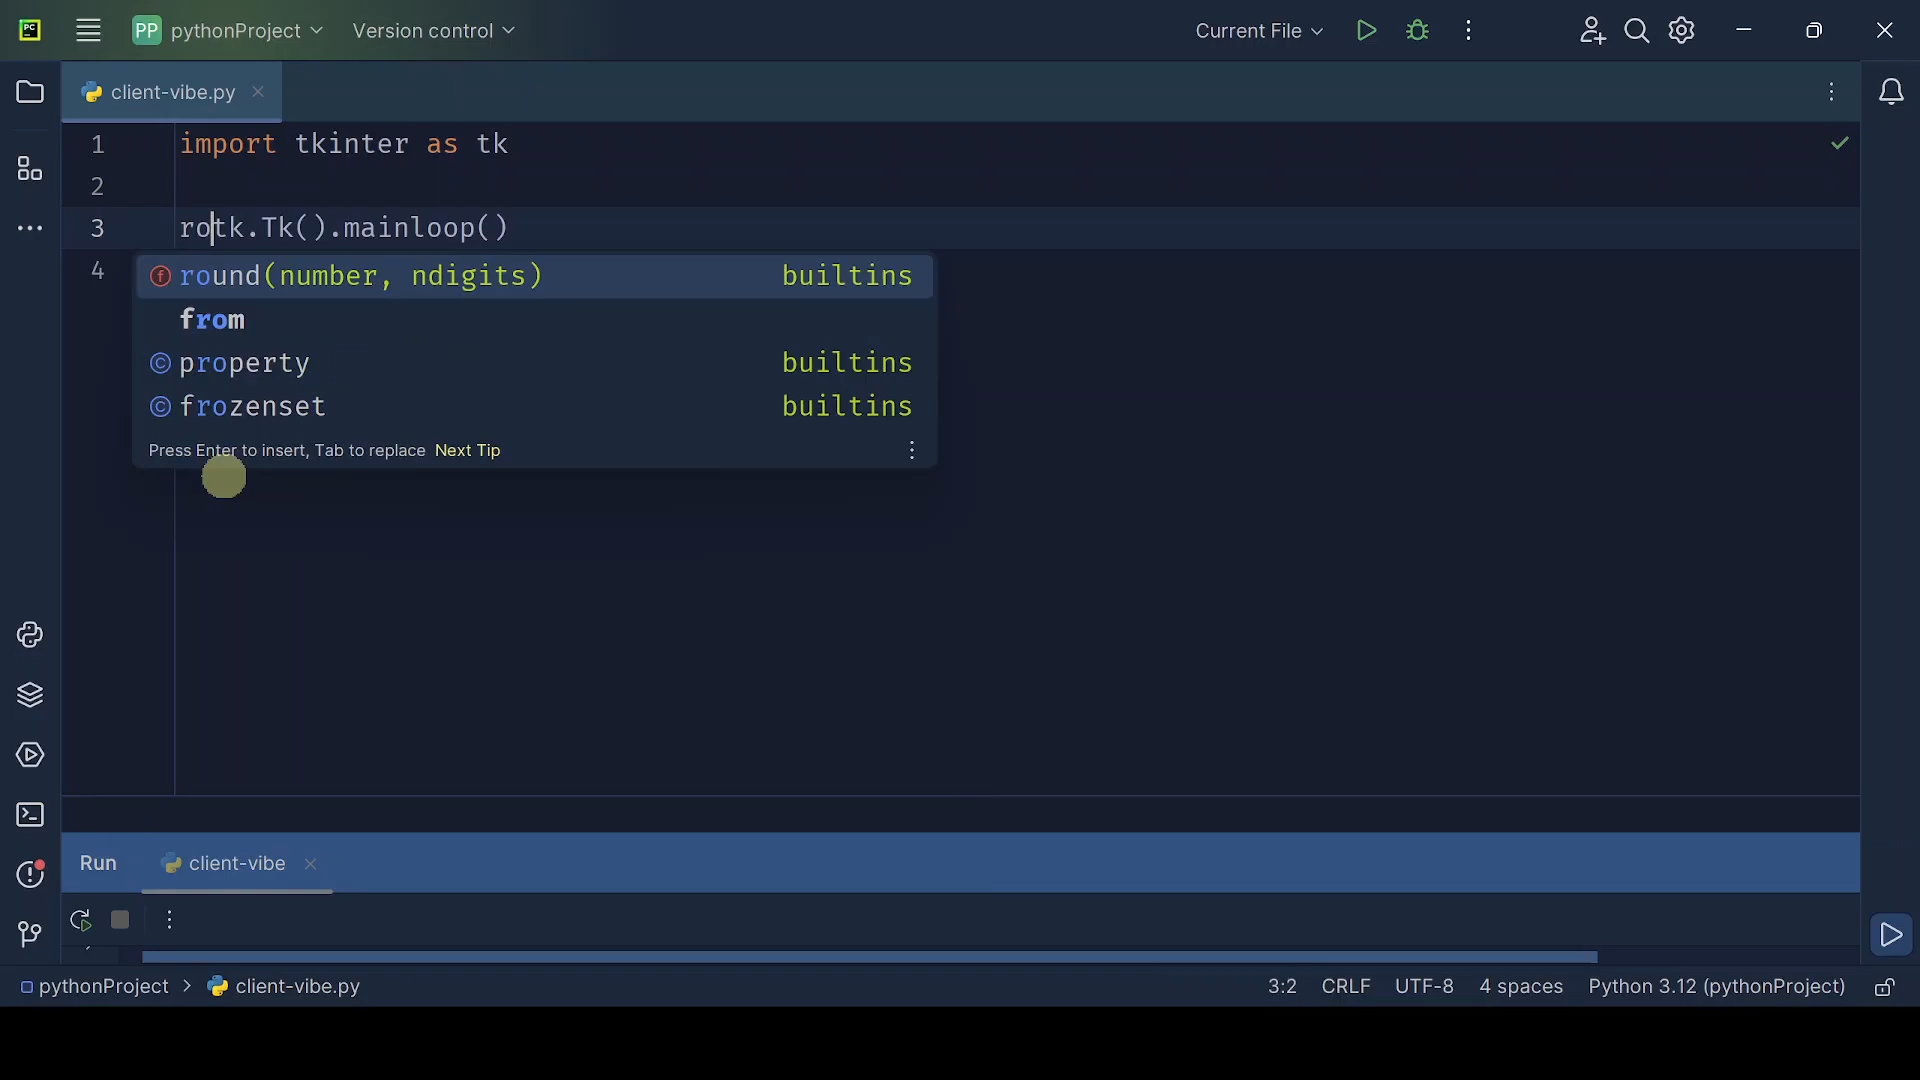 PC
PP pythonProject Version control Current File
client-vibe.py
1 import tkinter as tk
2
3 rotk.Tk().mainloop()
4
f round(number, ndigits) builtins
from
C property builtins
C frozenset builtins
Press Enter to insert, Tab to replace Next Tip
Run client-vibe
pythonProject > client-vibe.py 3:2 CRLF UTF-8 4 spaces Python 3.12 (pythonProject)